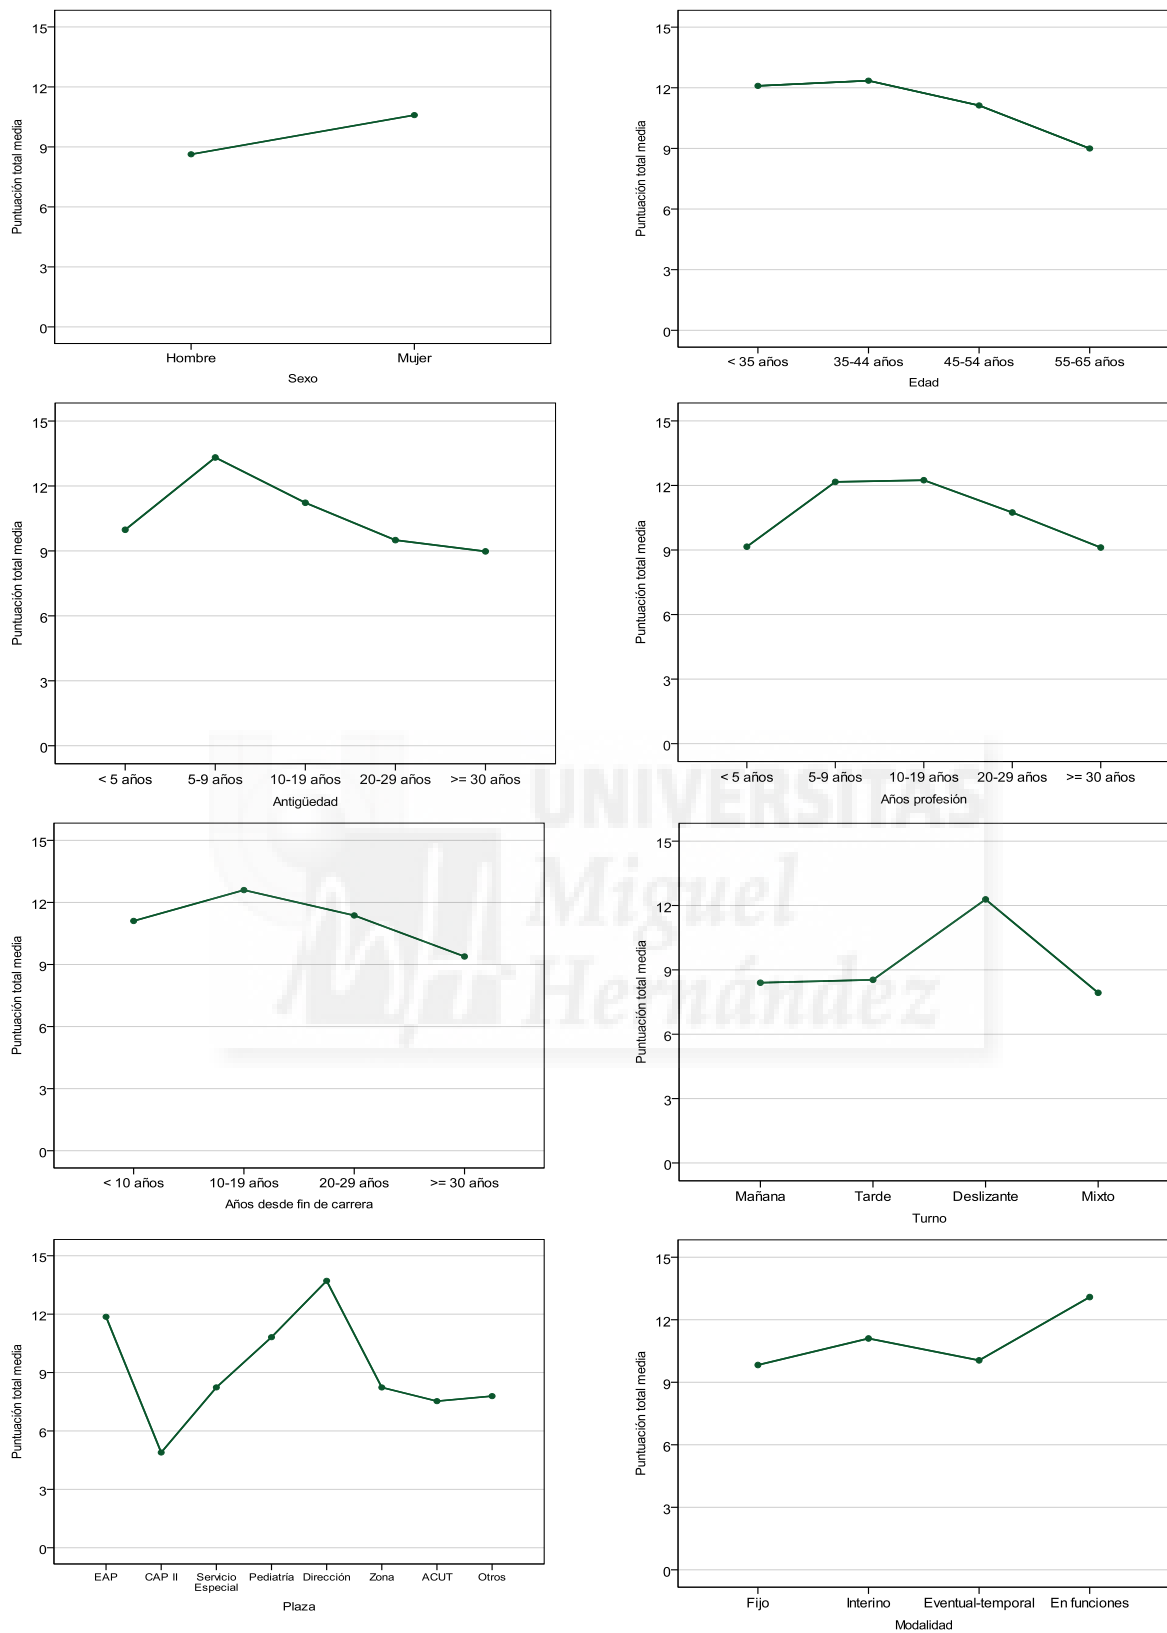 Puntuación total media
15
12
9
6
3
0
Hombre Mujer
Sexo
Puntuación total media
15
12
9
6
3
0
< 35 años 35-44 años 45-54 años 55-65 años
Edad
Puntuación total media
15
12
9
6
3
0
< 5 años 5-9 años 10-19 años 20-29 años >= 30 años
Antigüedad
Puntuación total media
15
12
9
6
3
0
< 5 años 5-9 años 10-19 años 20-29 años >= 30 años
Años profesión
UNIVERSITAS
Miguel
Hernández
Puntuación total media
15
12
9
6
3
0
< 10 años 10-19 años 20-29 años >= 30 años
Años desde fin de carrera
Puntuación total media
15
12
9
6
3
0
Mañana Tarde Deslizante Mixto
Turno
Puntuación total media
15
12
9
6
3
0
EAP CAP II Servicio Pediatría Dirección Zona ACUT Otros
Especial
Plaza
Puntuación total media
15
12
9
6
3
0
Fijo Interino Eventual-temporal En funciones
Modalidad